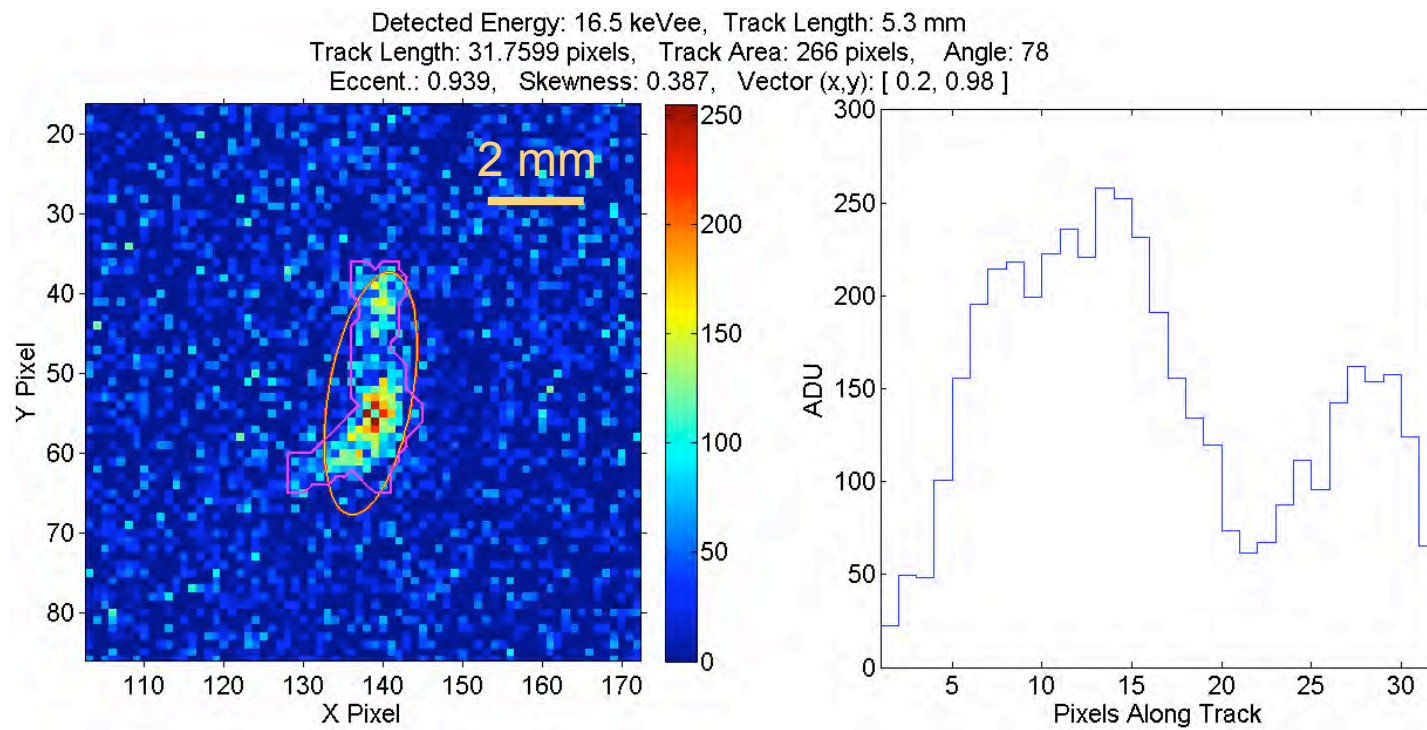 Detected Energy: 16.5 keVee, Track Length: 5.3 mm
Track Length: 31.7599 pixels, Track Area: 266 pixels, Angle: 78
Eccent.: 0.939, Skewness: 0.387, Vector (x,y): [ 0.2, 0.98 ]
2 mm
Y Pixel
20
30
40
50
60
70
80
110 120 130 140 150 160 170
X Pixel
250
200
150
100
50
0
ADU
300
250
200
150
100
50
0
5 10 15 20 25 30
Pixels Along Track